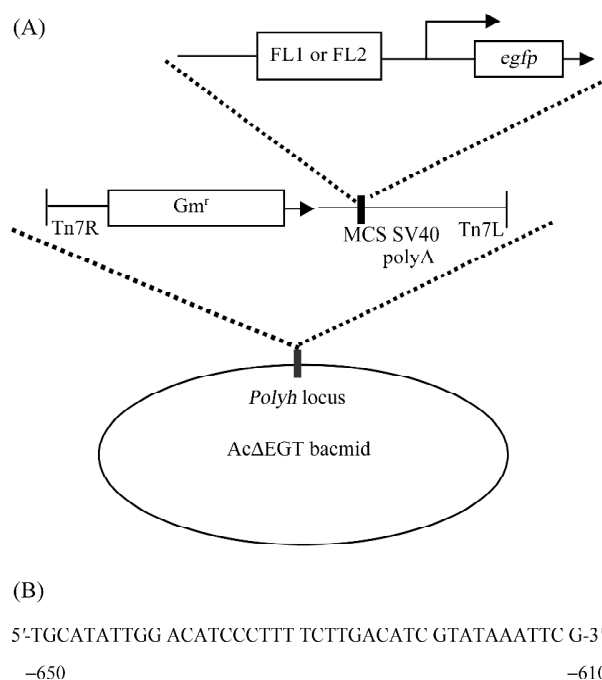 (A)
FL1 or FL2
egfp
Gmʳ
Tn7R
MCS SV40
polyA
Tn7L
Polyh locus
AcΔEGT bacmid
(B)
5′-TGCATATTGG ACATCCCTTT TCTTGACATC GTATAAATTC G-3′
−650 −610